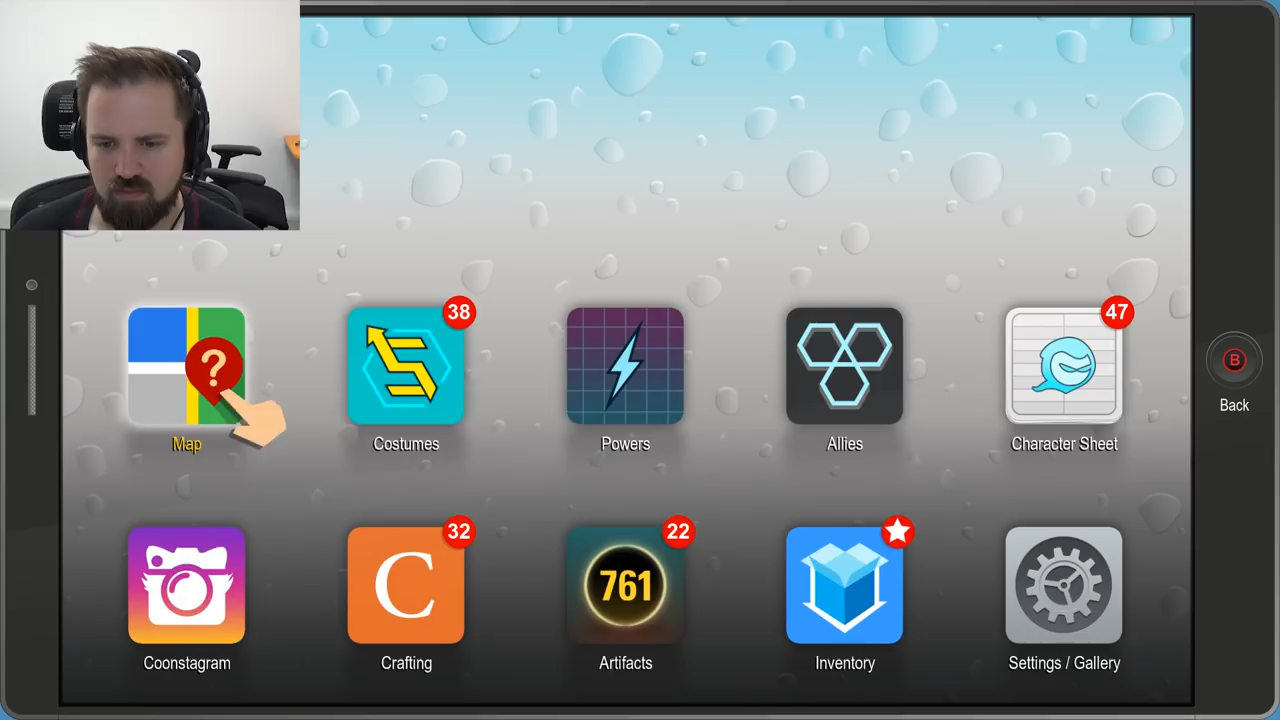 ?
38
47
Map
Costumes
Powers
Allies
Character Sheet
B
Back
C
32
761
22
Coonstagram
Crafting
Artifacts
Inventory
Settings / Gallery